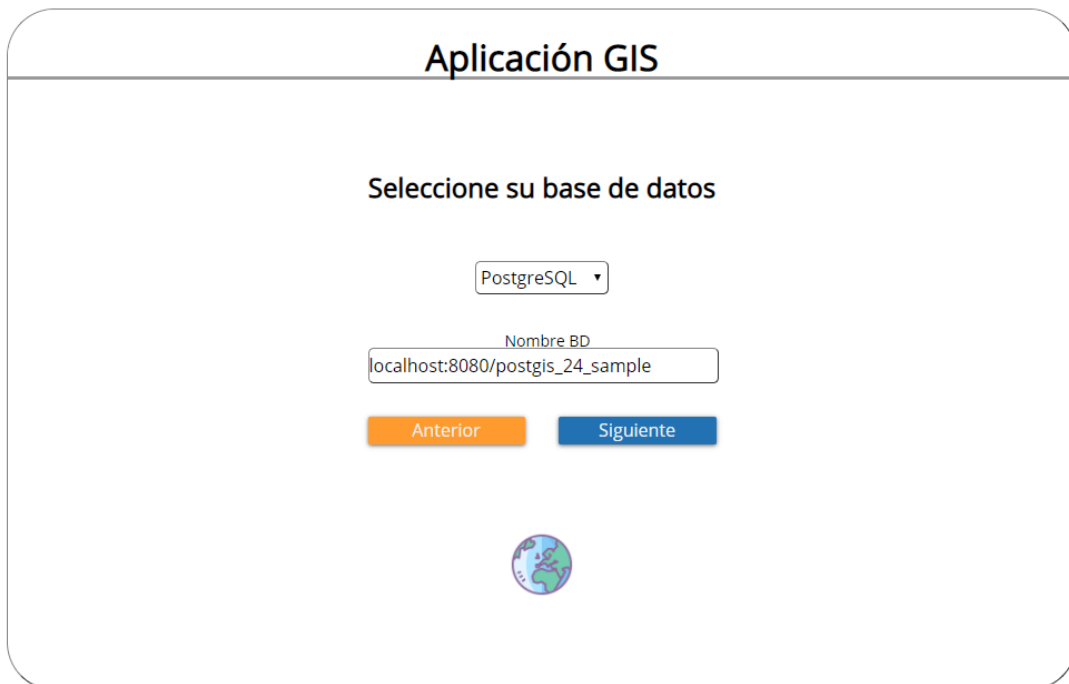 Aplicación GIS
Seleccione su base de datos
PostgreSQL
Nombre BD
localhost:8080/postgis_24_sample
Anterior Siguiente